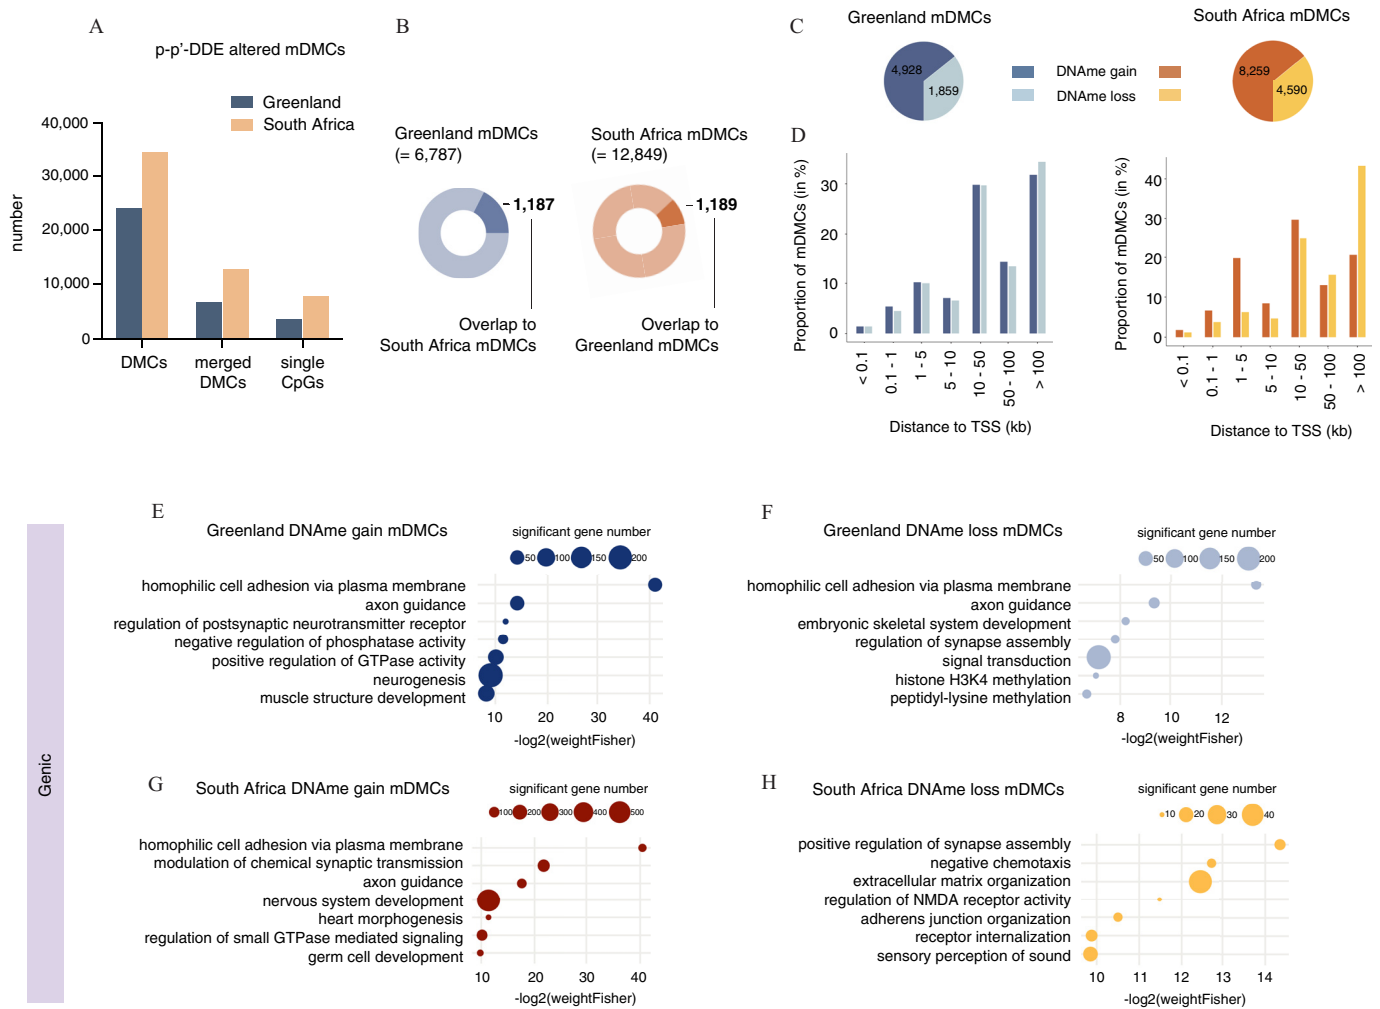 A
p-p’-DDE altered mDMCs
Greenland
South Africa
number
40,000
30,000
20,000
10,000
0
DMCs
merged
DMCs
single
CpGs
B
Greenland mDMCs
(= 6,787)
1,187
Overlap to
South Africa mDMCs
South Africa mDMCs
(= 12,849)
1,189
Overlap to
Greenland mDMCs
C
Greenland mDMCs
4,928
1,859
DNAme gain
DNAme loss
South Africa mDMCs
8,259
4,590
D
Proportion of mDMCs (in %)
30
20
10
0
< 0.1
0.1 - 1
1 - 5
5 - 10
10 - 50
50 - 100
> 100
Distance to TSS (kb)
Proportion of mDMCs (in %)
40
30
20
10
0
< 0.1
0.1 - 1
1 - 5
5 - 10
10 - 50
50 - 100
> 100
Distance to TSS (kb)
Genic
E
Greenland DNAme gain mDMCs
significant gene number
50 100 150 200
homophilic cell adhesion via plasma membrane
axon guidance
regulation of postsynaptic neurotransmitter receptor
negative regulation of phosphatase activity
positive regulation of GTPase activity
neurogenesis
muscle structure development
10 20 30 40
-log2(weightFisher)
F
Greenland DNAme loss mDMCs
significant gene number
50 100 150 200
homophilic cell adhesion via plasma membrane
axon guidance
embryonic skeletal system development
regulation of synapse assembly
signal transduction
histone H3K4 methylation
peptidyl-lysine methylation
8 10 12
-log2(weightFisher)
G
South Africa DNAme gain mDMCs
significant gene number
100 200 300 400 500
homophilic cell adhesion via plasma membrane
modulation of chemical synaptic transmission
axon guidance
nervous system development
heart morphogenesis
regulation of small GTPase mediated signaling
germ cell development
10 20 30 40
-log2(weightFisher)
H
South Africa DNAme loss mDMCs
significant gene number
10 20 30 40
positive regulation of synapse assembly
negative chemotaxis
extracellular matrix organization
regulation of NMDA receptor activity
adherens junction organization
receptor internalization
sensory perception of sound
10 11 12 13 14
-log2(weightFisher)